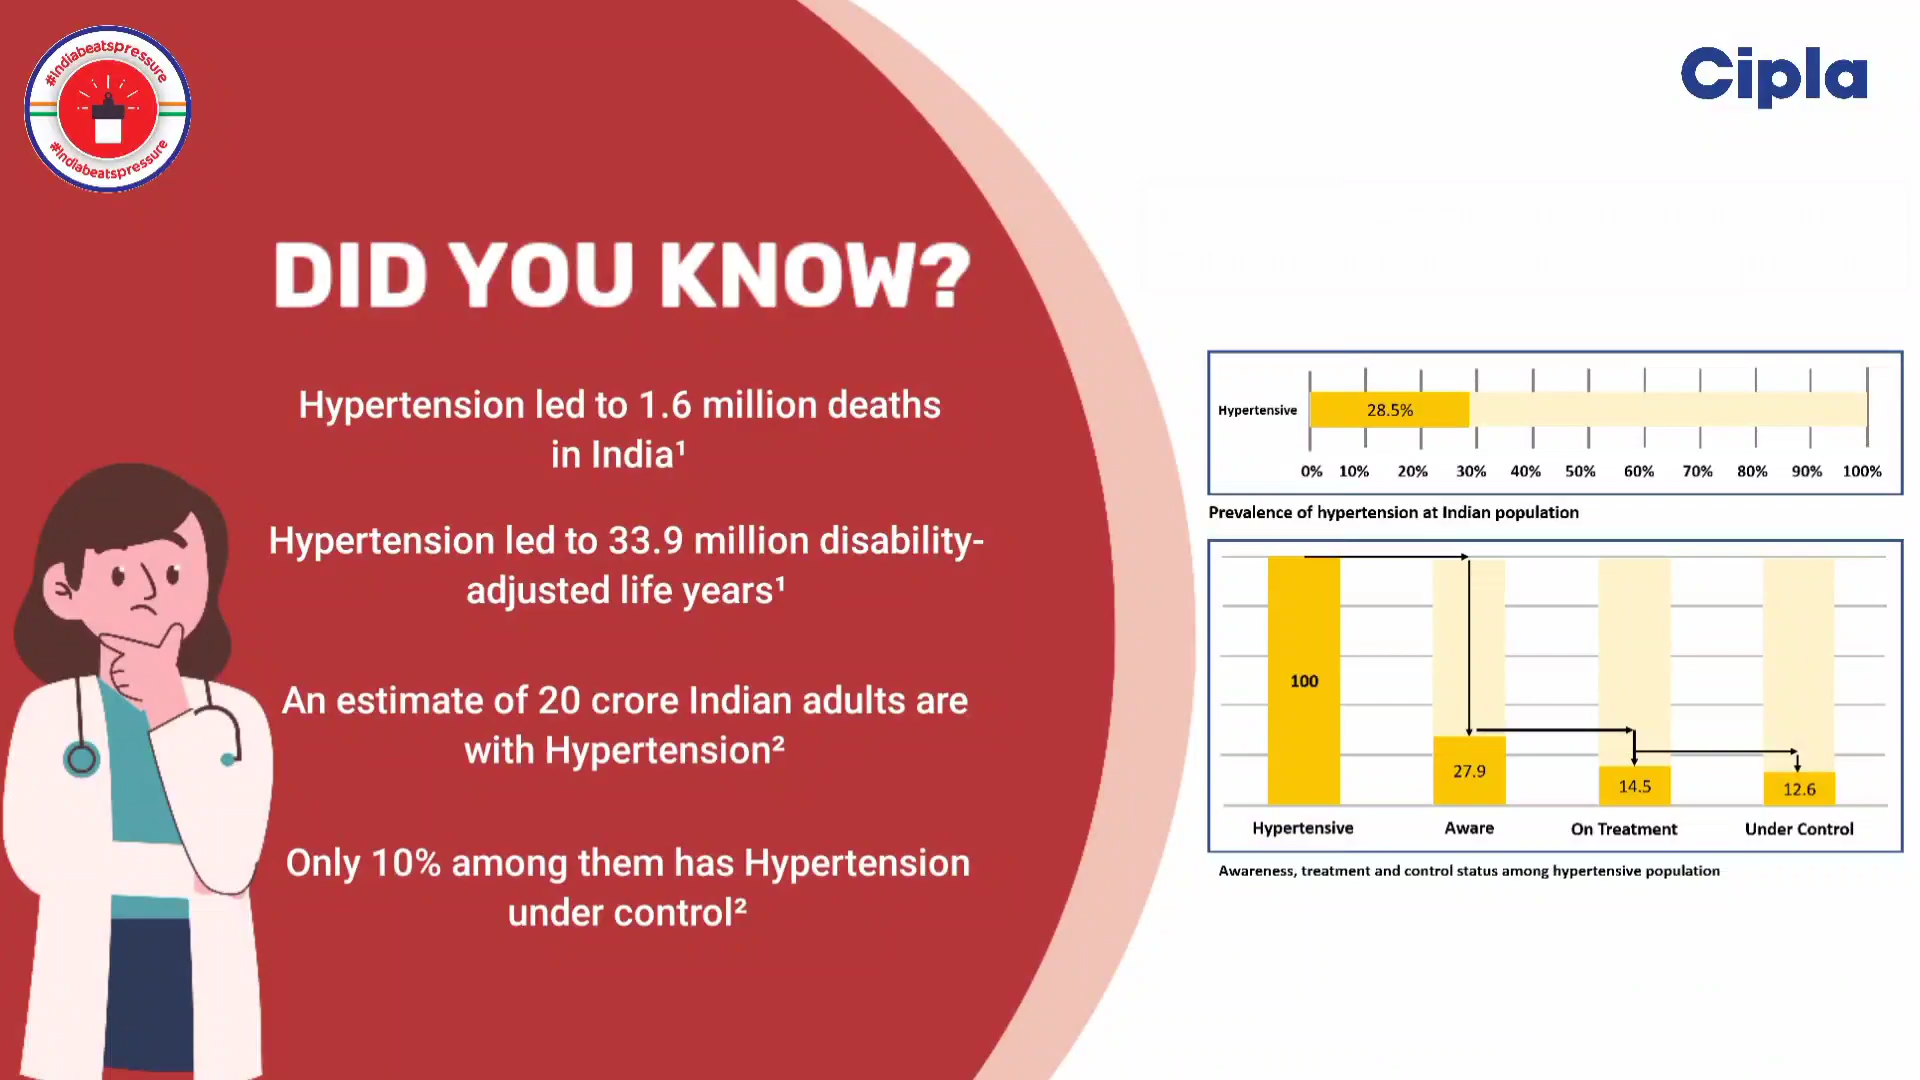 #Indiabeatspressure
#Indiabeatspressure
Cipla
DID YOU KNOW?
Hypertension led to 1.6 million deaths
in India¹
Hypertension led to 33.9 million disability-
adjusted life years¹
An estimate of 20 crore Indian adults are
with Hypertension²
Only 10% among them has Hypertension
under control²
Hypertensive 28.5%
0% 10% 20% 30% 40% 50% 60% 70% 80% 90% 100%
Prevalence of hypertension at Indian population
100
27.9
14.5
12.6
Hypertensive Aware On Treatment Under Control
Awareness, treatment and control status among hypertensive population